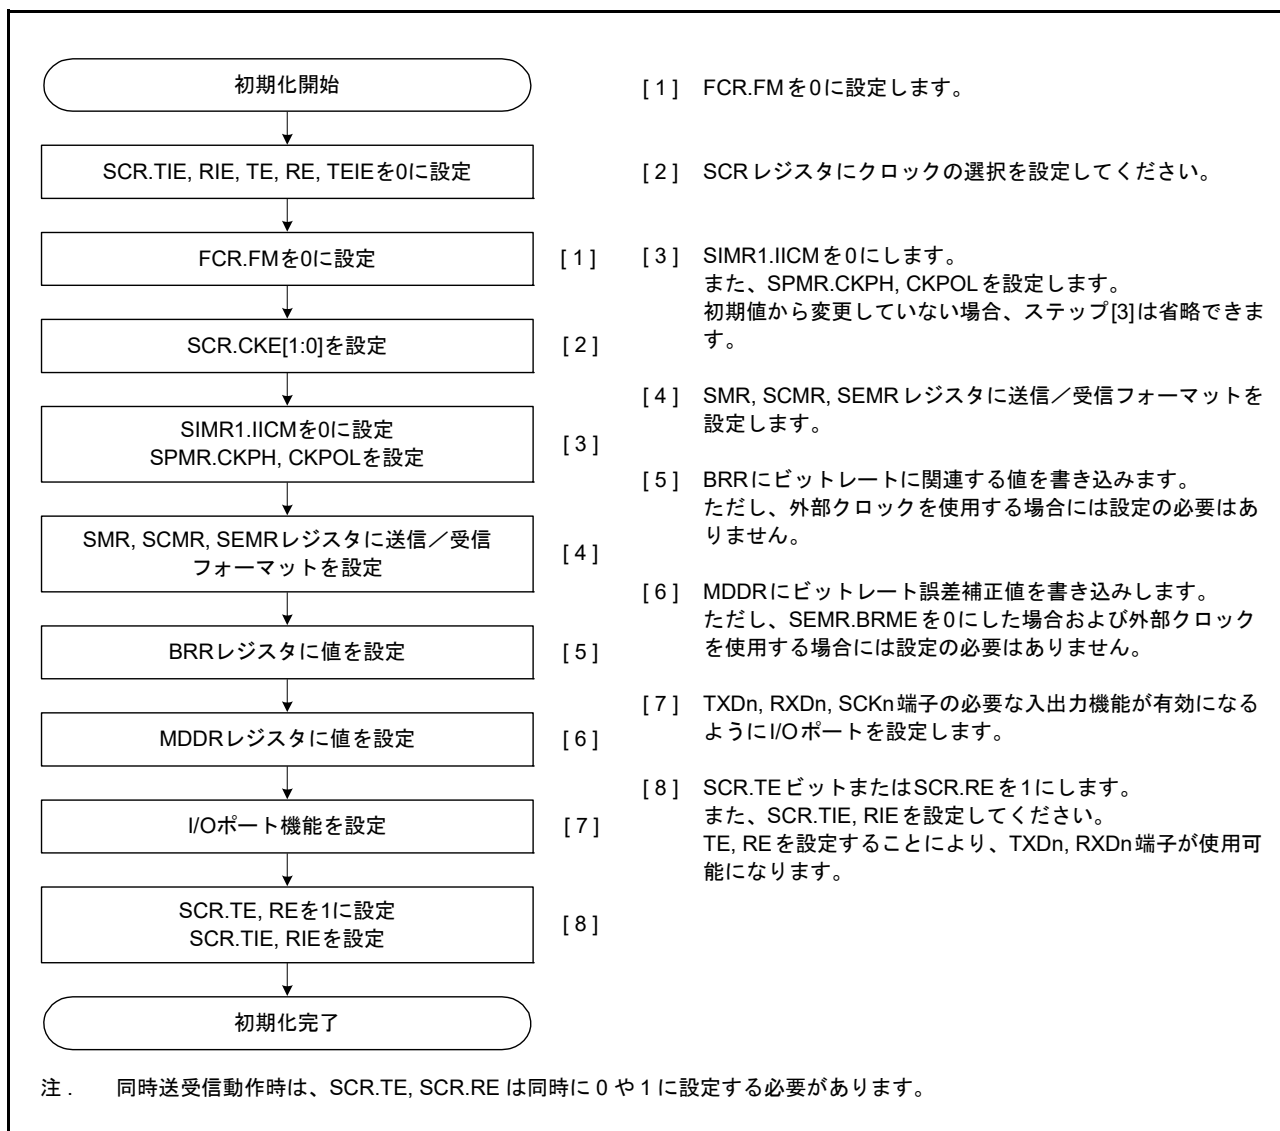 初期化開始
SCR.TIE, RIE, TE, RE, TEIEを0に設定
FCR.FMを0に設定
[ 1 ]
SCR.CKE[1:0]を設定
[ 2 ]
SIMR1.IICMを0に設定
SPMR.CKPH, CKPOLを設定
[ 3 ]
SMR, SCMR, SEMRレジスタに送信／受信
フォーマットを設定
[ 4 ]
BRRレジスタに値を設定
[ 5 ]
MDDRレジスタに値を設定
[ 6 ]
I/Oポート機能を設定
[ 7 ]
SCR.TE, REを1に設定
SCR.TIE, RIEを設定
[ 8 ]
初期化完了
[ 1 ] FCR.FMを0に設定します。
[ 2 ] SCRレジスタにクロックの選択を設定してください。
[ 3 ] SIMR1.IICMを0にします。
また、SPMR.CKPH, CKPOLを設定します。
初期値から変更していない場合、ステップ[3]は省略できま
す。
[ 4 ] SMR, SCMR, SEMRレジスタに送信／受信フォーマットを
設定します。
[ 5 ] BRRにビットレートに関連する値を書き込みます。
ただし、外部クロックを使用する場合には設定の必要はあ
りません。
[ 6 ] MDDRにビットレート誤差補正値を書き込みします。
ただし、SEMR.BRMEを0にした場合および外部クロック
を使用する場合には設定の必要はありません。
[ 7 ] TXDn, RXDn, SCKn端子の必要な入出力機能が有効になる
ようにI/Oポートを設定します。
[ 8 ] SCR.TEビットまたはSCR.REを1にします。
また、SCR.TIE, RIEを設定してください。
TE, REを設定することにより、TXDn, RXDn端子が使用可
能になります。
注 . 同時送受信動作時は、SCR.TE, SCR.RE は同時に 0 や 1 に設定する必要があります。